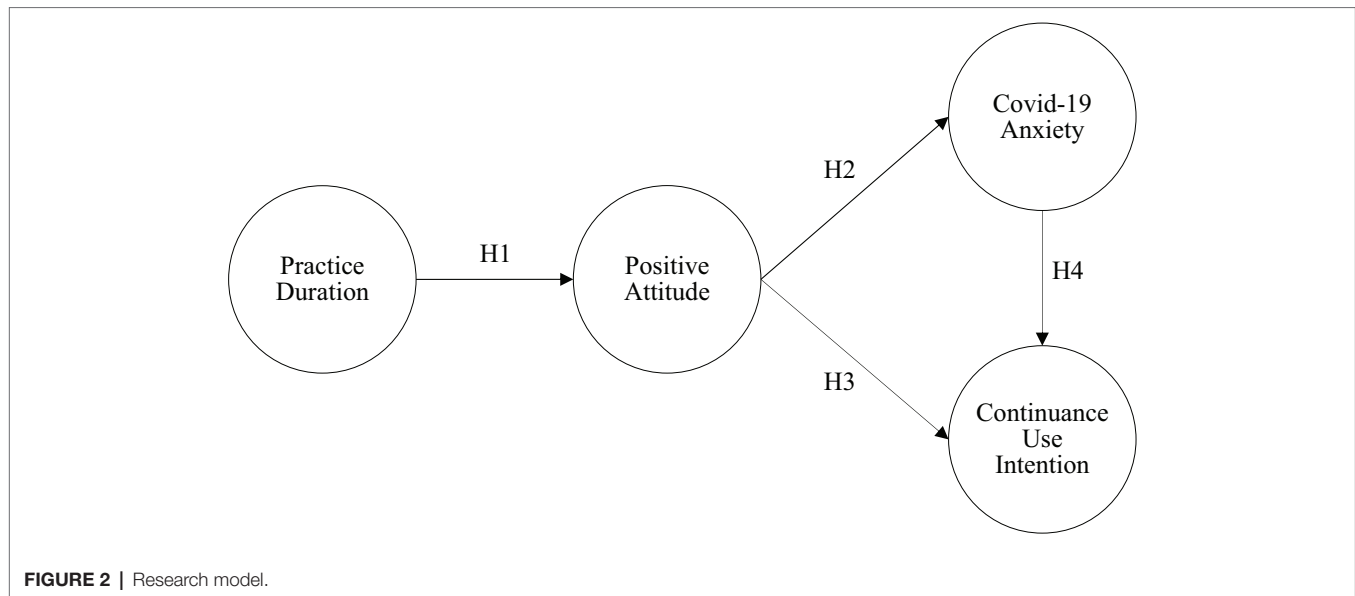 Covid-19
Anxiety
H2
Practice
Duration
H1
Positive
Attitude
H4
H3
Continuance
Use
Intention
FIGURE 2 | Research model.